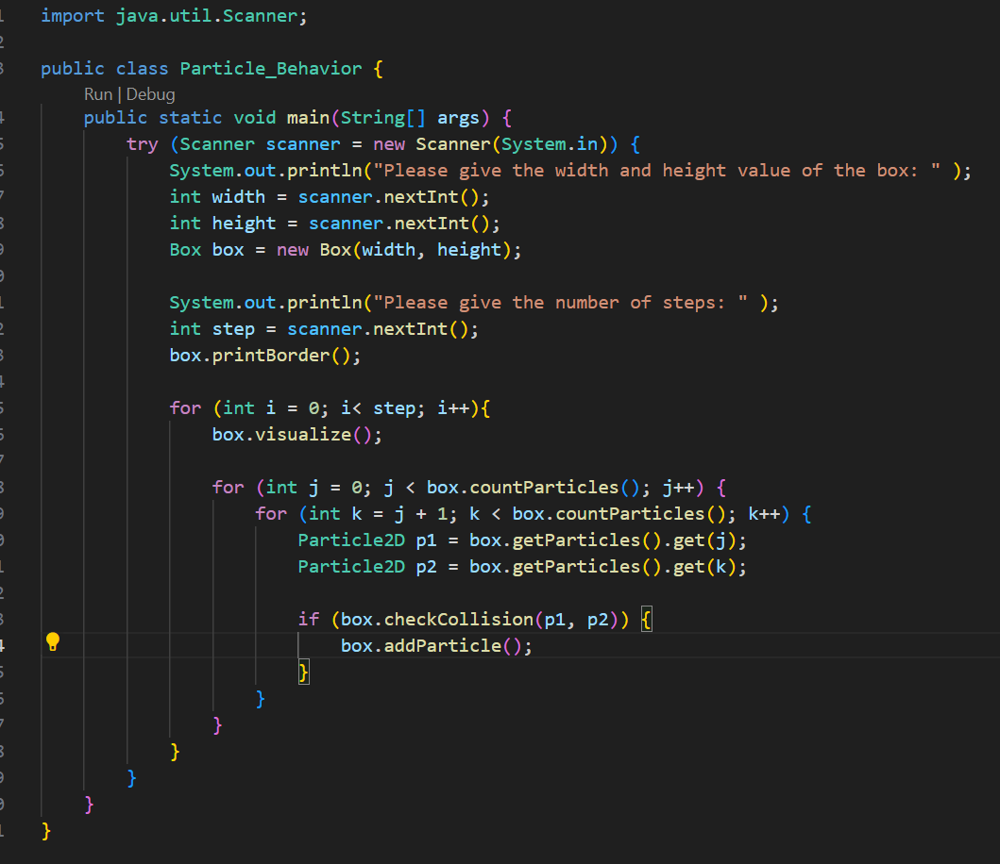 import java.util.Scanner;
public class Particle_Behavior {
Run | Debug
public static void main(String[] args) {
try (Scanner scanner = new Scanner(System.in)) {
System.out.println("Please give the width and height value of the box: " );
int width = scanner.nextInt();
int height = scanner.nextInt();
Box box = new Box(width, height);
System.out.println("Please give the number of steps: " );
int step = scanner.nextInt();
box.printBorder();
for (int i = 0; i< step; i++){
box.visualize();
for (int j = 0; j < box.countParticles(); j++) {
for (int k = j + 1; k < box.countParticles(); k++) {
Particle2D p1 = box.getParticles().get(j);
Particle2D p2 = box.getParticles().get(k);
if (box.checkCollision(p1, p2)) {
box.addParticle();
}
}
}
}
}
}
}